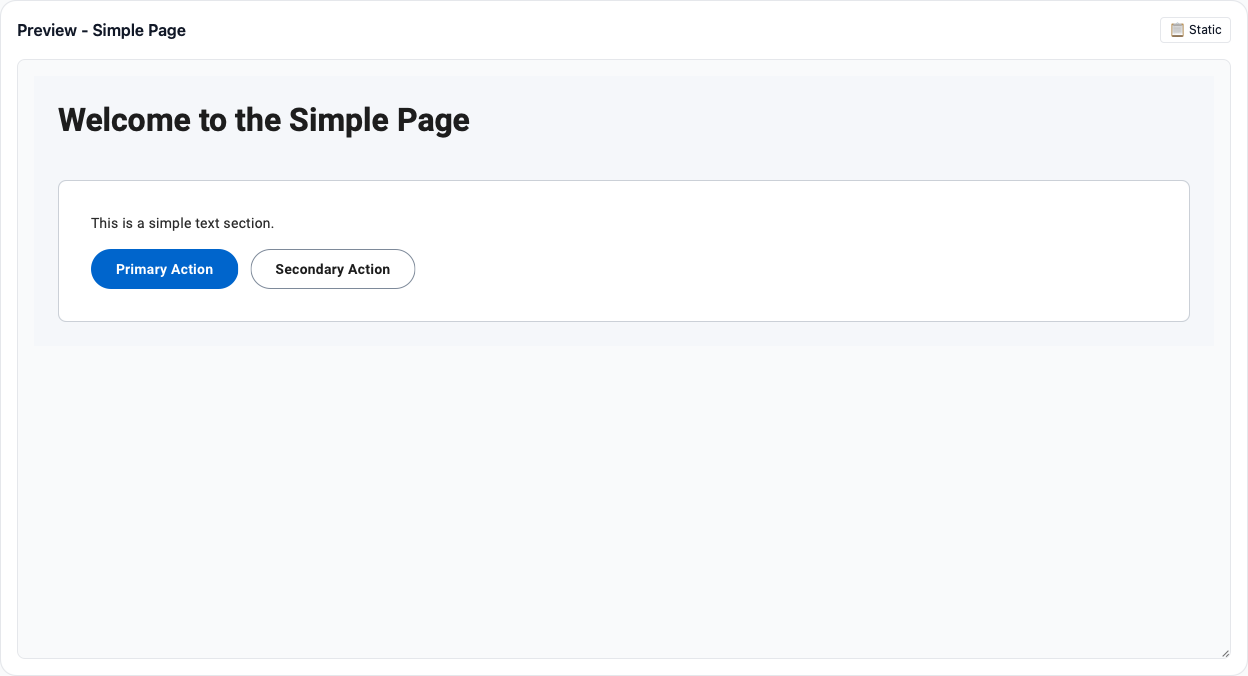 Preview - Simple Page
Static
Welcome to the Simple Page
This is a simple text section.
Primary Action
Secondary Action